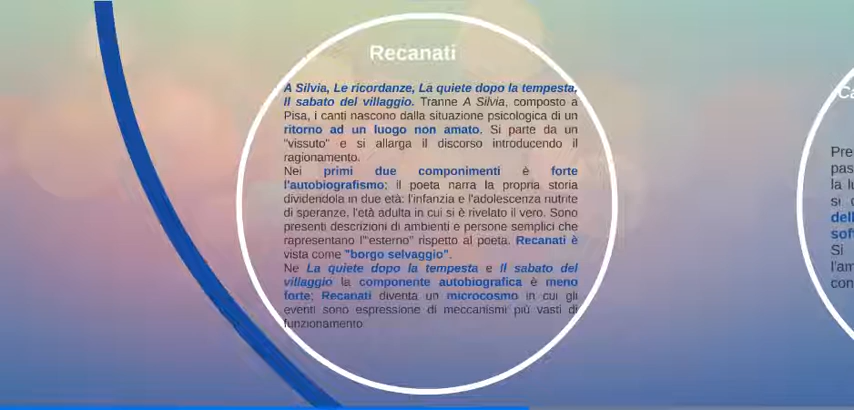 Recanati
A Silvia, Le ricordanze, La quiete dopo la tempesta,
Il sabato del villaggio. Tranne A Silvia, composto a
Pisa, i canti nascono dalla situazione psicologica di un
ritorno ad un luogo non amato. Si parte da un
"vissuto" e si allarga il discorso introducendo il
ragionamento.
Nei primi due componimenti è forte
l'autobiografismo: il poeta narra la propria storia
dividendola in due età: l'infanzia e l'adolescenza nutrite
di speranze, l'età adulta in cui si è rivelato il vero. Sono
presenti descrizioni di ambienti e persone semplici che
rapresentano l'"esterno" rispetto al poeta. Recanati è
vista come "borgo selvaggio".
Ne La quiete dopo la tempesta e Il sabato del
villaggio la componente autobiografica è meno
forte; Recanati diventa un microcosmo in cui gli
eventi sono espressione di meccanismi più vasti di
funzionamento
Ca
Pre
pas
la lu
si
dell
sof
Si
l'am
con